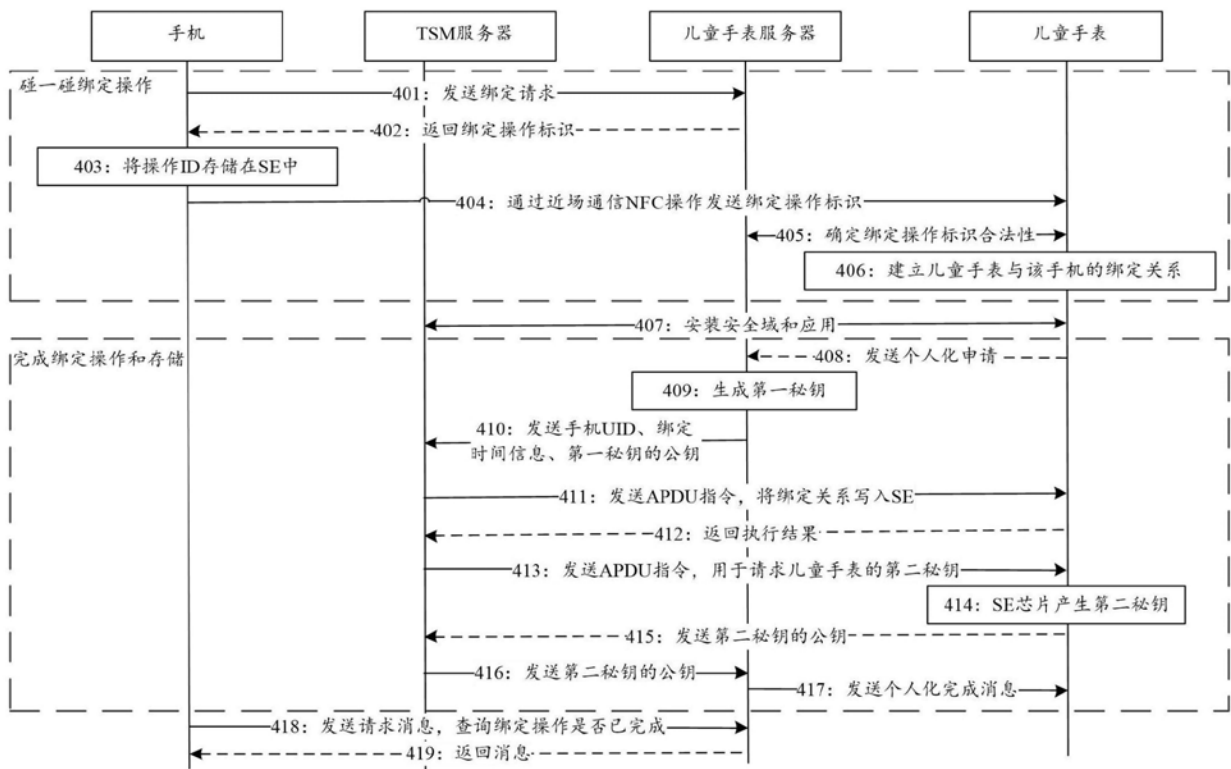 手机
TSM服务器
儿童手表服务器
儿童手表
碰一碰绑定操作
401：发送绑定请求
402：返回绑定操作标识
403：将操作ID存储在SE中
404：通过近场通信NFC操作发送绑定操作标识
405：确定绑定操作标识合法性
406：建立儿童手表与该手机的绑定关系
407：安装安全域和应用
完成绑定操作和存储
408：发送个人化申请
409：生成第一秘钥
410：发送手机UID、绑定
时间信息、第一秘钥的公钥
411：发送APDU指令，将绑定关系写入SE
412：返回执行结果
413：发送APDU指令，用于请求儿童手表的第二秘钥
414：SE芯片产生第二秘钥
415：发送第二秘钥的公钥
416：发送第二秘钥的公钥
417：发送个人化完成消息
418：发送请求消息，查询绑定操作是否已完成
419：返回消息